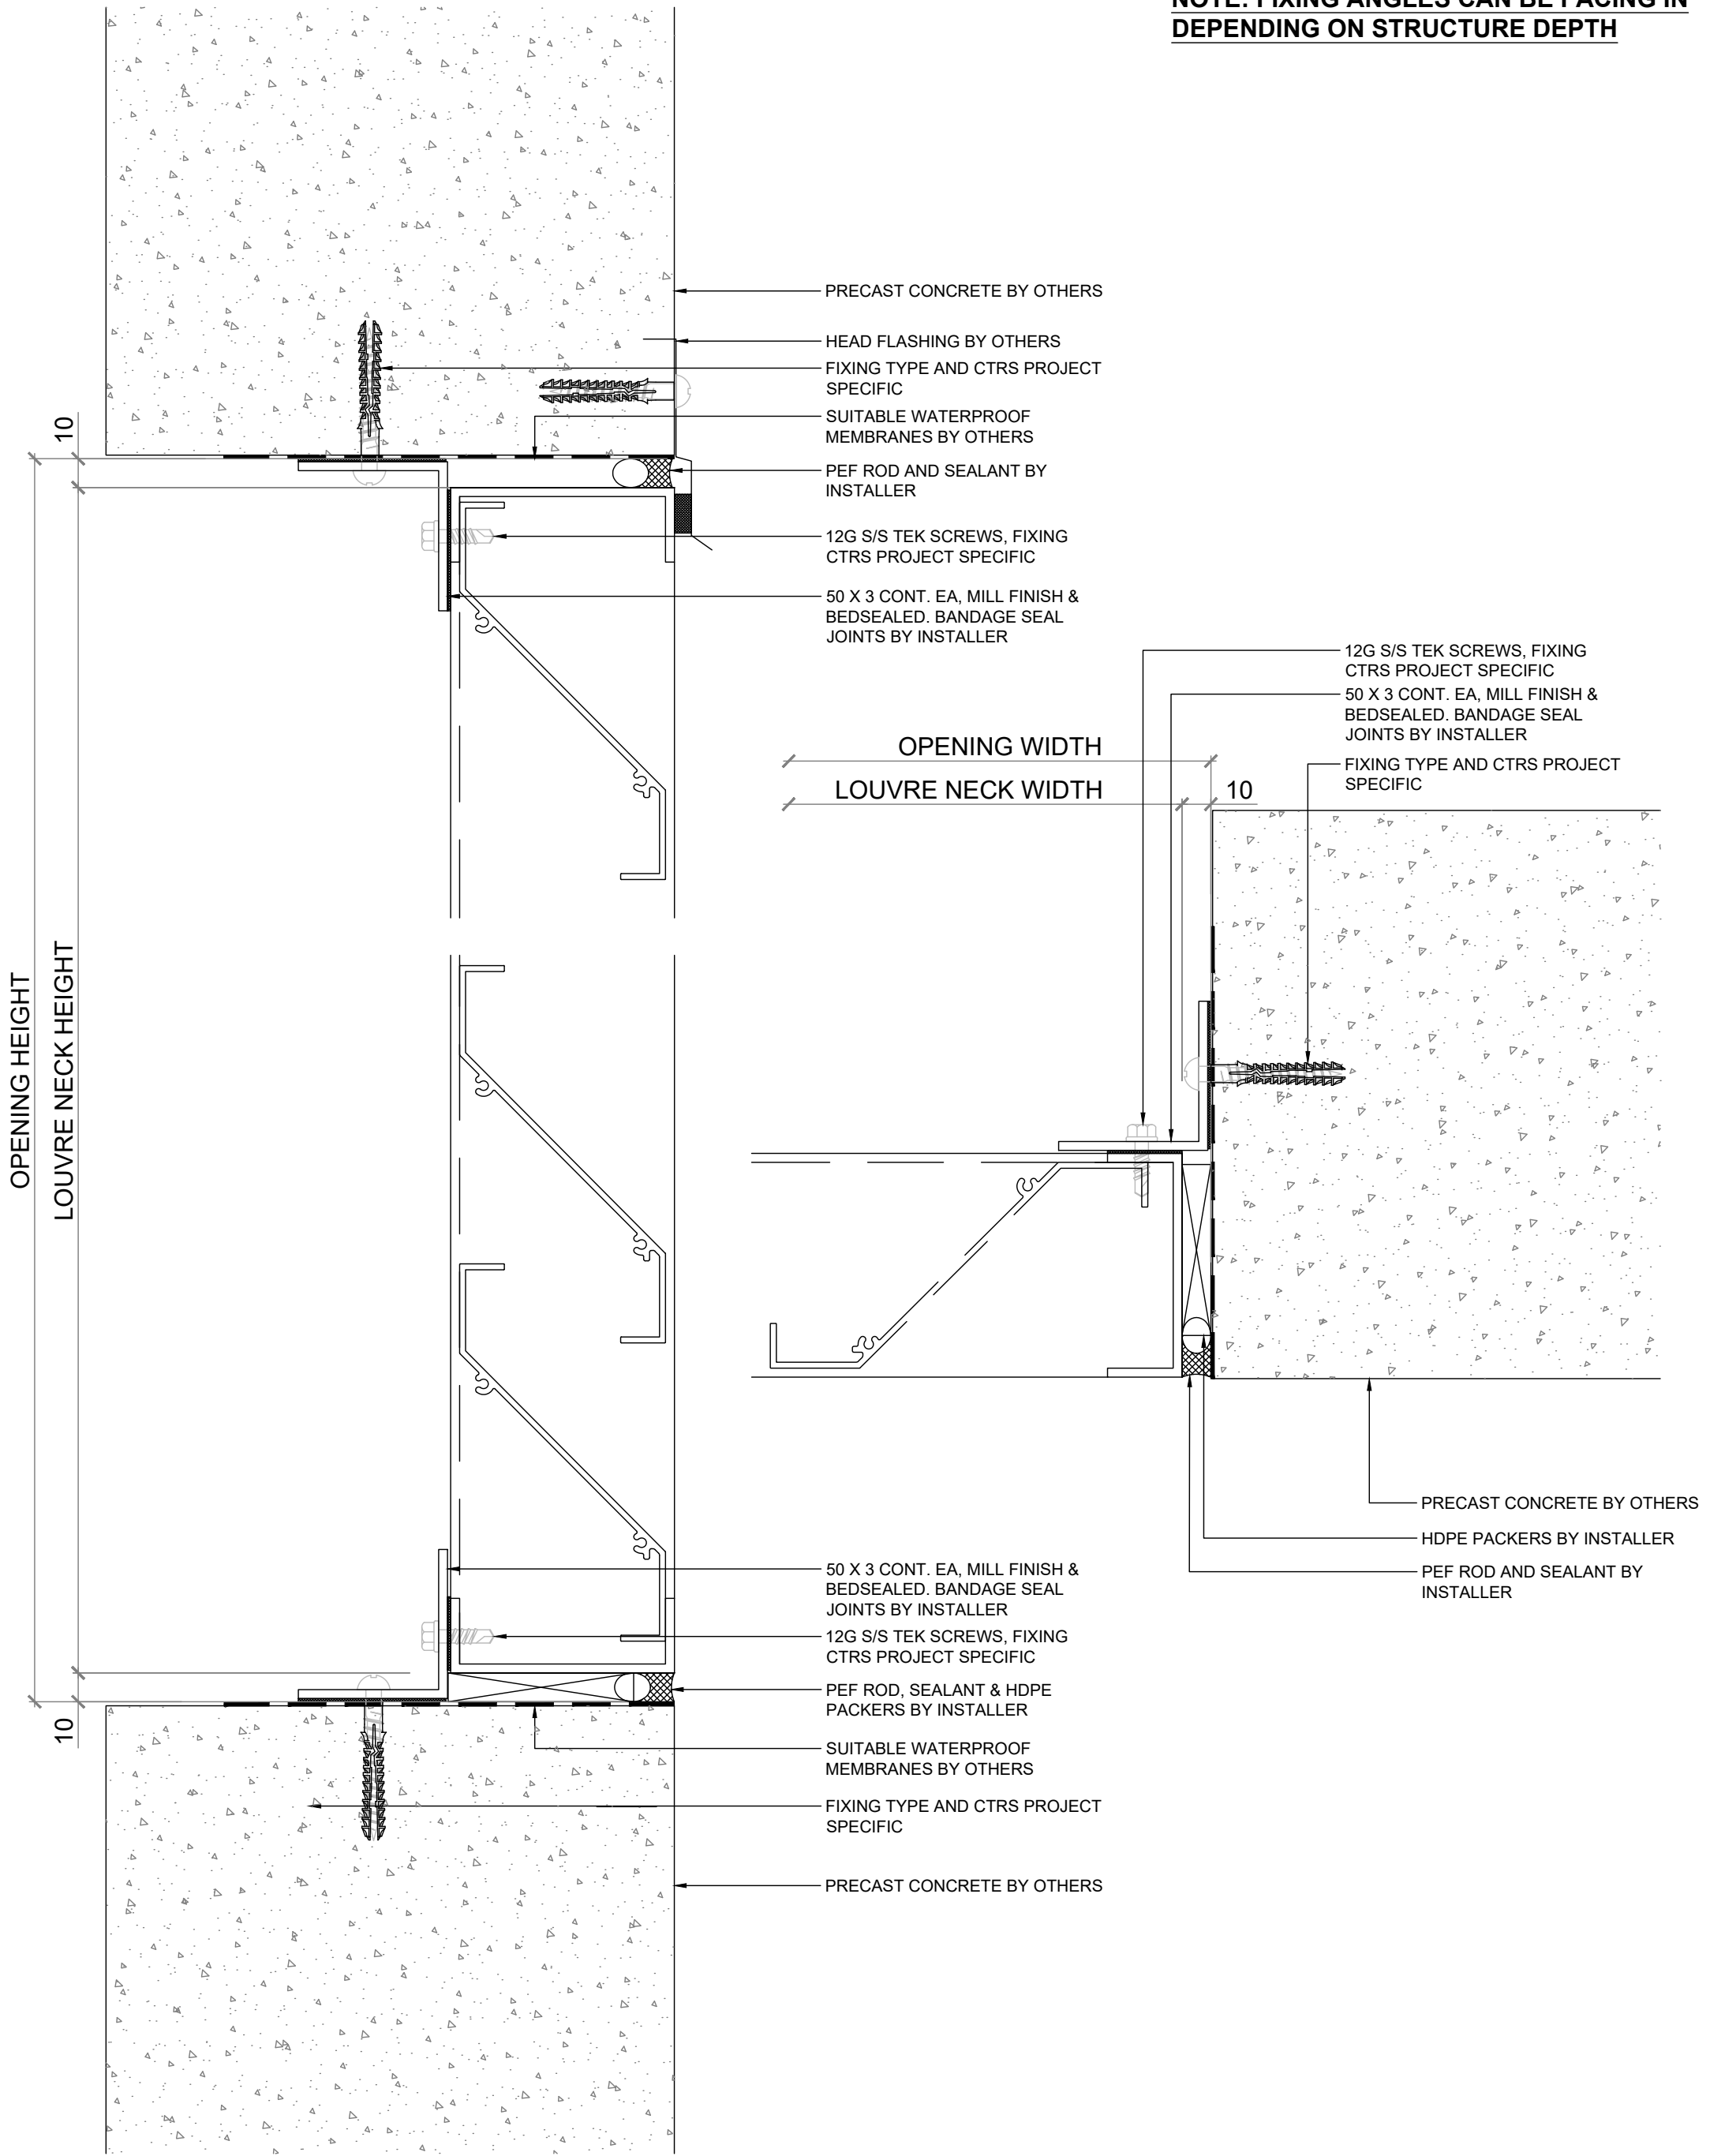 NOTE: FIXING ANGLES CAN BE FACING IN
DEPENDING ON STRUCTURE DEPTH
PRECAST CONCRETE BY OTHERS
HEAD FLASHING BY OTHERS
FIXING TYPE AND CTRS PROJECT
SPECIFIC
SUITABLE WATERPROOF
MEMBRANES BY OTHERS
PEF ROD AND SEALANT BY
INSTALLER
12G S/S TEK SCREWS, FIXING
CTRS PROJECT SPECIFIC
50 X 3 CONT. EA, MILL FINISH &
BEDSEALED. BANDAGE SEAL
JOINTS BY INSTALLER
10
OPENING HEIGHT
LOUVRE NECK HEIGHT
10
12G S/S TEK SCREWS, FIXING
CTRS PROJECT SPECIFIC
50 X 3 CONT. EA, MILL FINISH &
BEDSEALED. BANDAGE SEAL
JOINTS BY INSTALLER
FIXING TYPE AND CTRS PROJECT
SPECIFIC
OPENING WIDTH
LOUVRE NECK WIDTH
10
PRECAST CONCRETE BY OTHERS
HDPE PACKERS BY INSTALLER
PEF ROD AND SEALANT BY
INSTALLER
50 X 3 CONT. EA, MILL FINISH &
BEDSEALED. BANDAGE SEAL
JOINTS BY INSTALLER
12G S/S TEK SCREWS, FIXING
CTRS PROJECT SPECIFIC
PEF ROD, SEALANT & HDPE
PACKERS BY INSTALLER
SUITABLE WATERPROOF
MEMBRANES BY OTHERS
FIXING TYPE AND CTRS PROJECT
SPECIFIC
PRECAST CONCRETE BY OTHERS